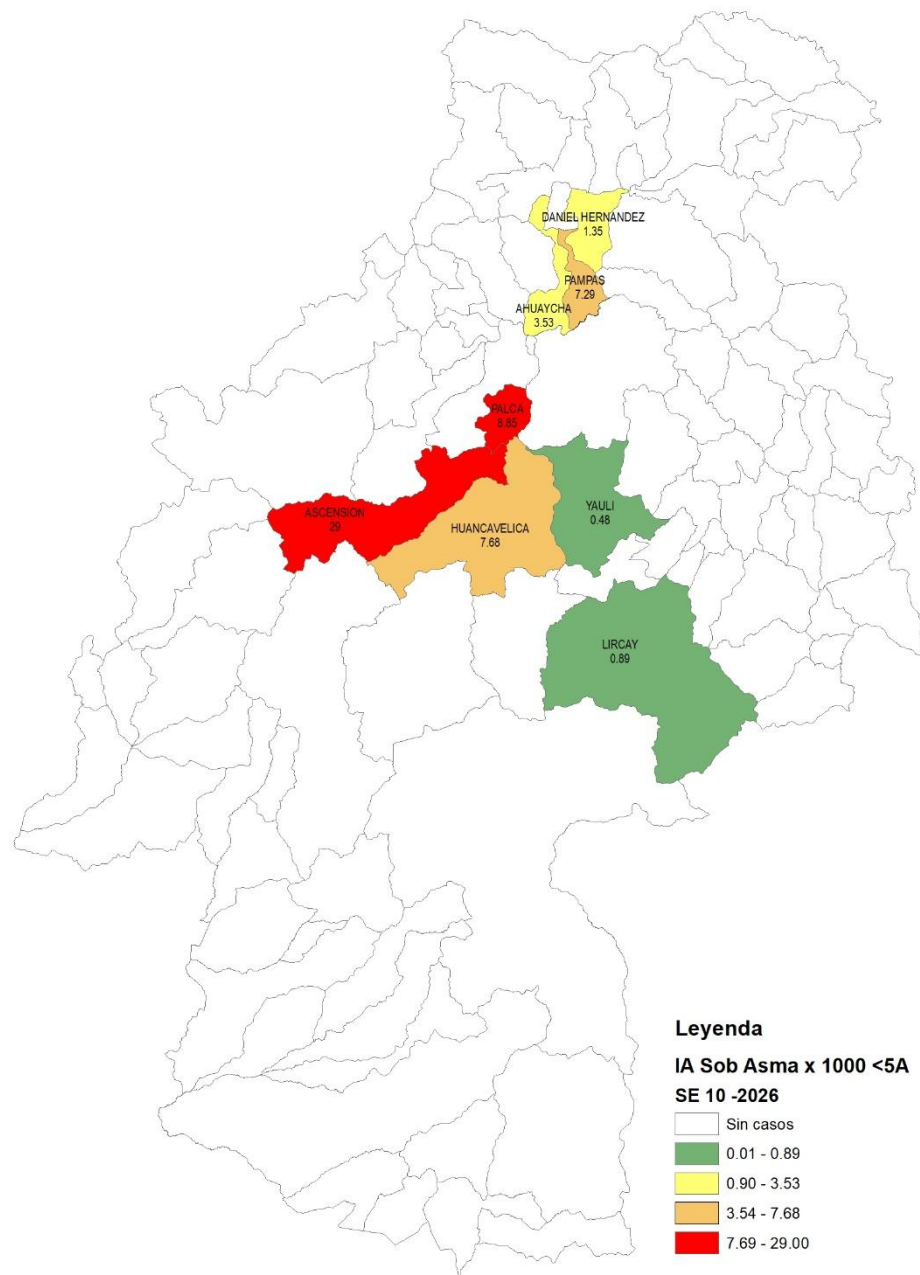 DANIEL HERNANDEZ
1.35
PAMPAS
7.29
AHUAYCHA
3.53
PALCA
8.85
ASCENSION
29
HUANCAVELICA
7.68
YAULI
0.48
LIRCAY
0.89
Leyenda
IA Sob Asma x 1000 <5A
SE 10 -2026
Sin casos
0.01 - 0.89
0.90 - 3.53
3.54 - 7.68
7.69 - 29.00